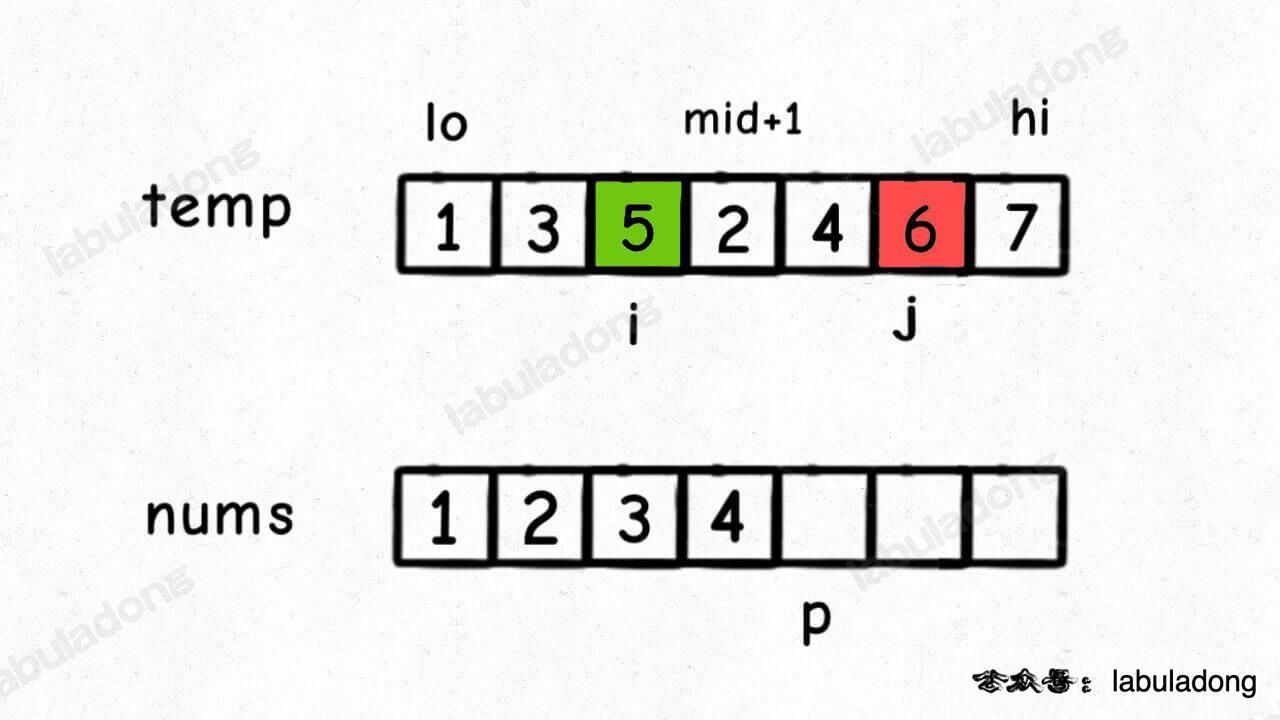 lo mid+1 hi
temp 1 3 5 2 4 6 7
i j
nums 1 2 3 4
p
公众号：labuladong
labuladong
labuladong
labuladong
labuladong
labuladong
labuladong